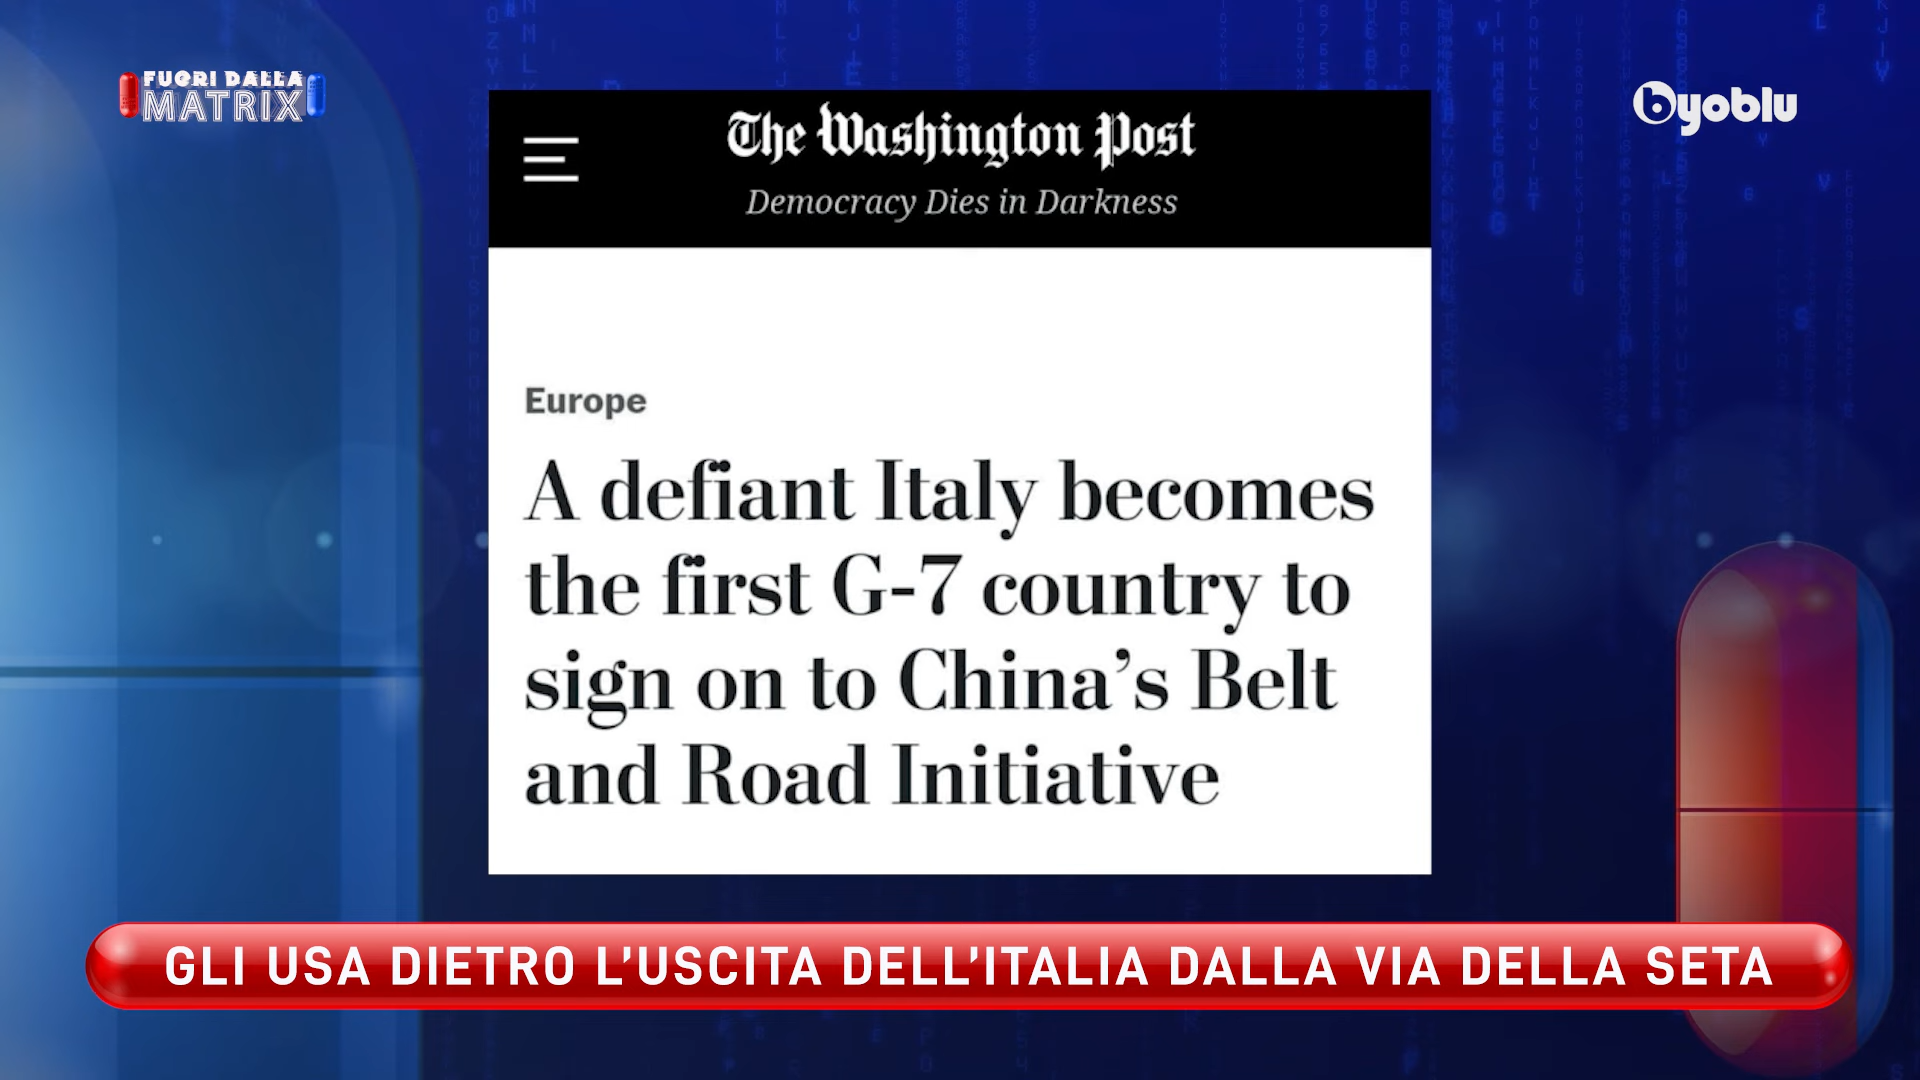 FUORI DALLA
MATRIX
byoblu
The Washington Post
Democracy Dies in Darkness
Europe
A defiant Italy becomes
the first G-7 country to
sign on to China’s Belt
and Road Initiative
GLI USA DIETRO L’USCITA DELL’ITALIA DALLA VIA DELLA SETA